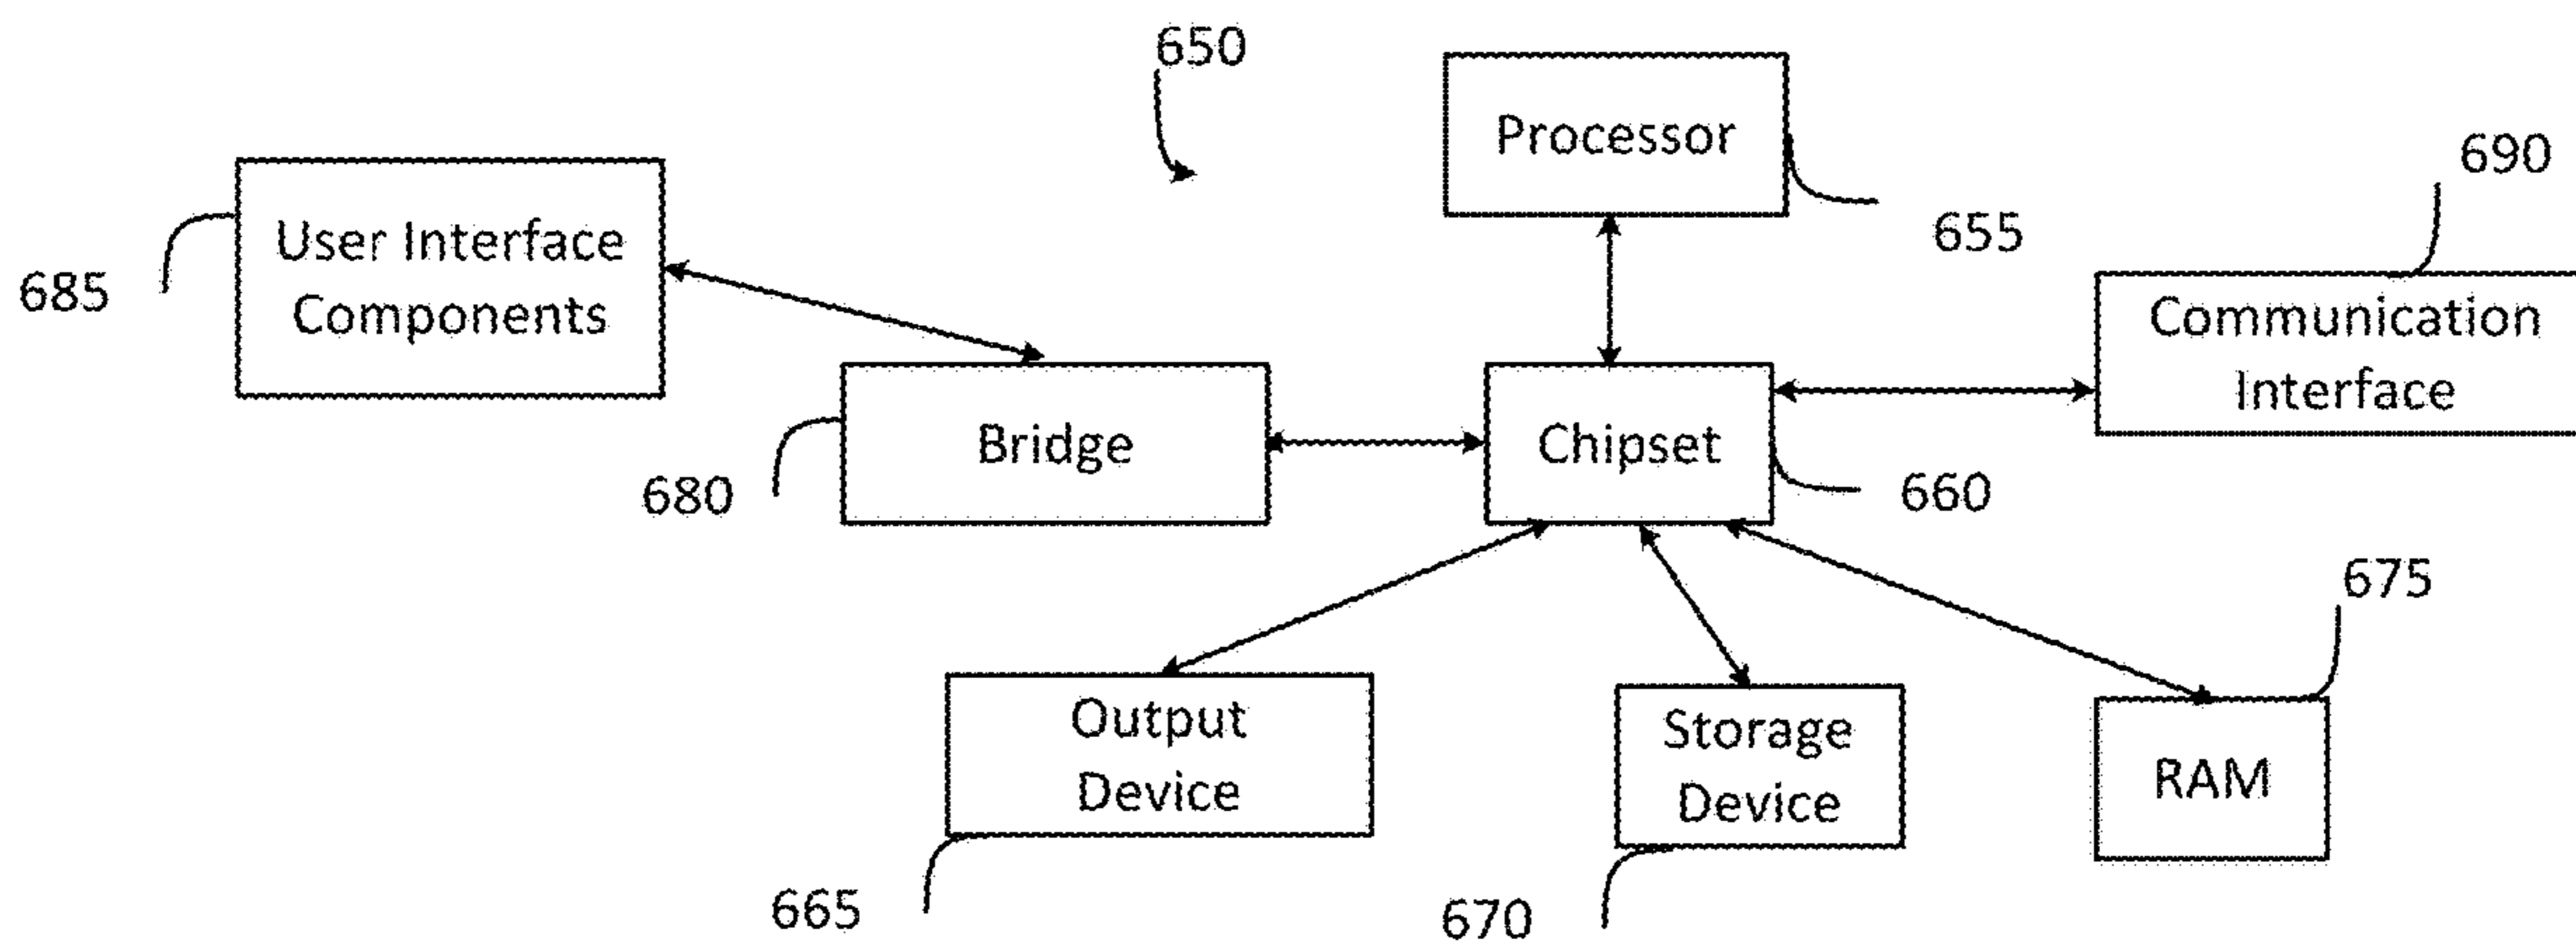 650
Processor
690
User Interface
Components
655
685
Communication
Interface
Bridge
Chipset
680
660
675
Output
Device
Storage
Device
RAM
665
670